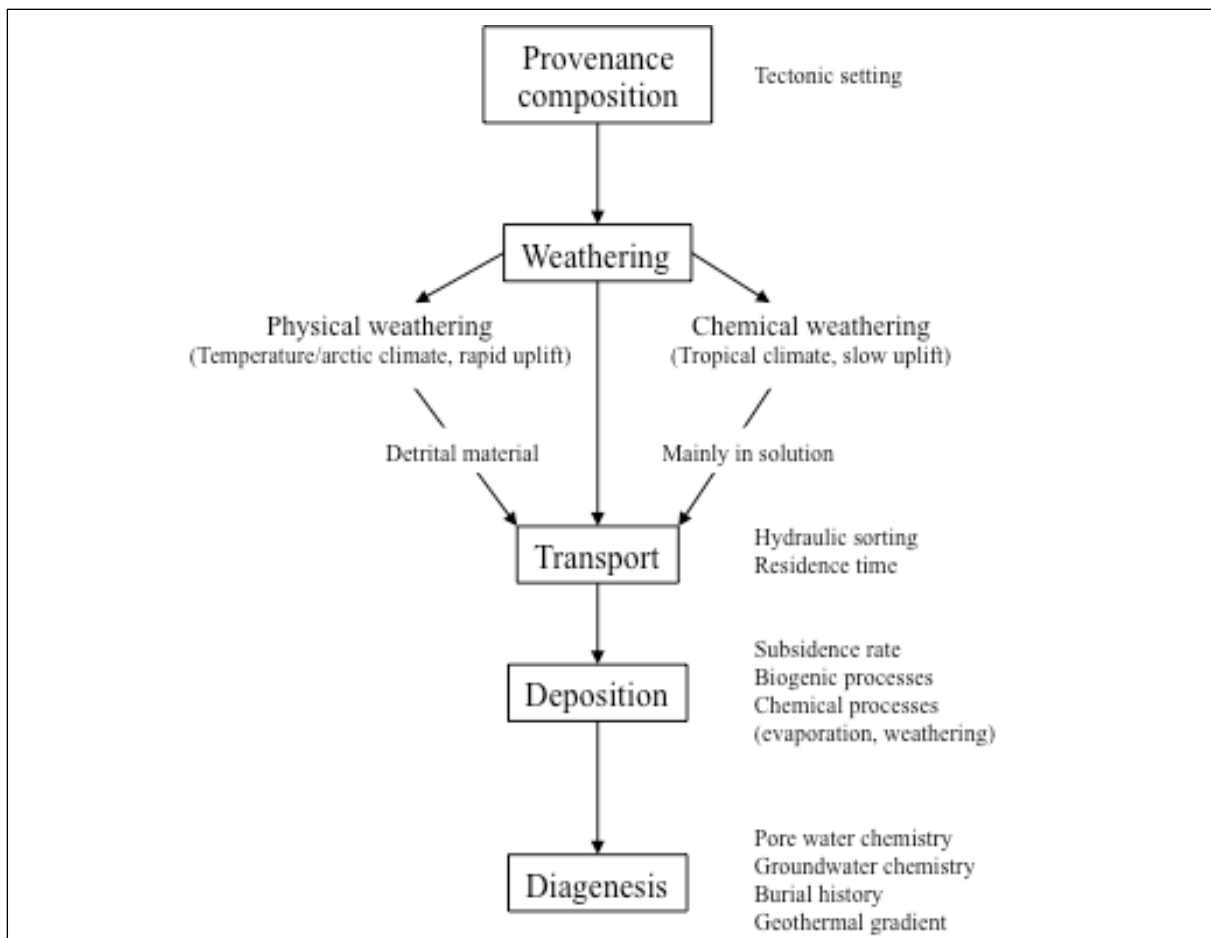 Provenance
composition
Tectonic setting
Weathering
Physical weathering
(Temperature/arctic climate, rapid uplift)
Chemical weathering
(Tropical climate, slow uplift)
Detrital material
Mainly in solution
Transport
Hydraulic sorting
Residence time
Deposition
Subsidence rate
Biogenic processes
Chemical processes
(evaporation, weathering)
Diagenesis
Pore water chemistry
Groundwater chemistry
Burial history
Geothermal gradient